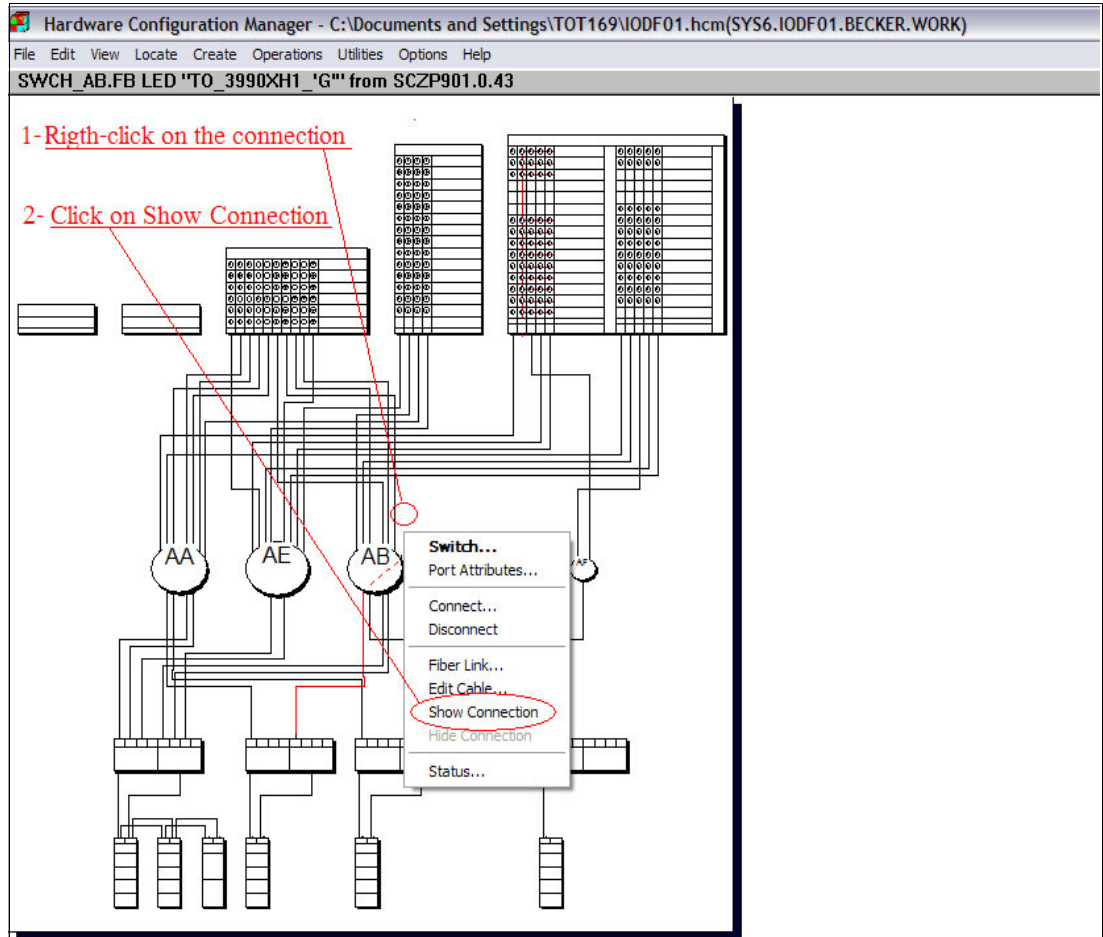 Hardware Configuration Manager - C:\Documents and Settings\TOT169\IODF01.hcm(SYS6.IODF01.BECKER.WORK)
File Edit View Locate Create Operations Utilities Options Help
SWCH_AB.FB LED "TO_3990XH1_'G'" from SCZP901.0.43
1-Rigth-click on the connection
2- Click on Show Connection
AA
AE
AB
AF
Switch...
Port Attributes...
Connect...
Disconnect
Fiber Link...
Edit Cable...
Show Connection
Hide Connection
Status...